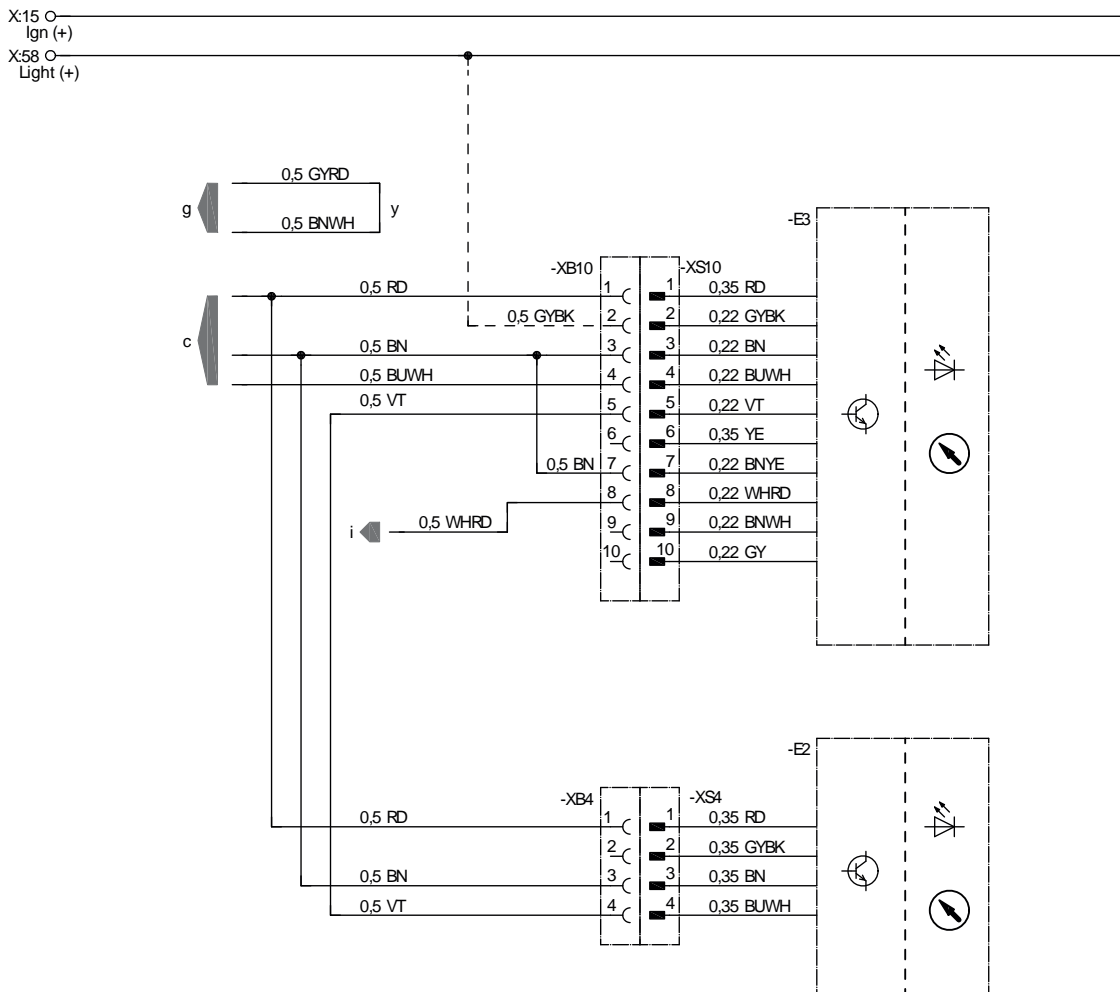 X:15
Ign (+)
X:58
Light (+)
0,5 GYRD
g
y
0,5 BNWH
-E3
-XB10
-XS10
0,5 RD
1
1
0,35 RD
0,5 GYBK
2
2
0,22 GYBK
c
0,5 BN
3
3
0,22 BN
0,5 BUWH
4
4
0,22 BUWH
0,5 VT
5
5
0,22 VT
6
6
0,35 YE
0,5 BN
7
7
0,22 BNYE
8
8
0,22 WHRD
i
0,5 WHRD
9
9
0,22 BNWH
10
10
0,22 GY
-E2
-XB4
-XS4
0,5 RD
1
1
0,35 RD
2
2
0,35 GYBK
0,5 BN
3
3
0,35 BN
0,5 VT
4
4
0,35 BUWH